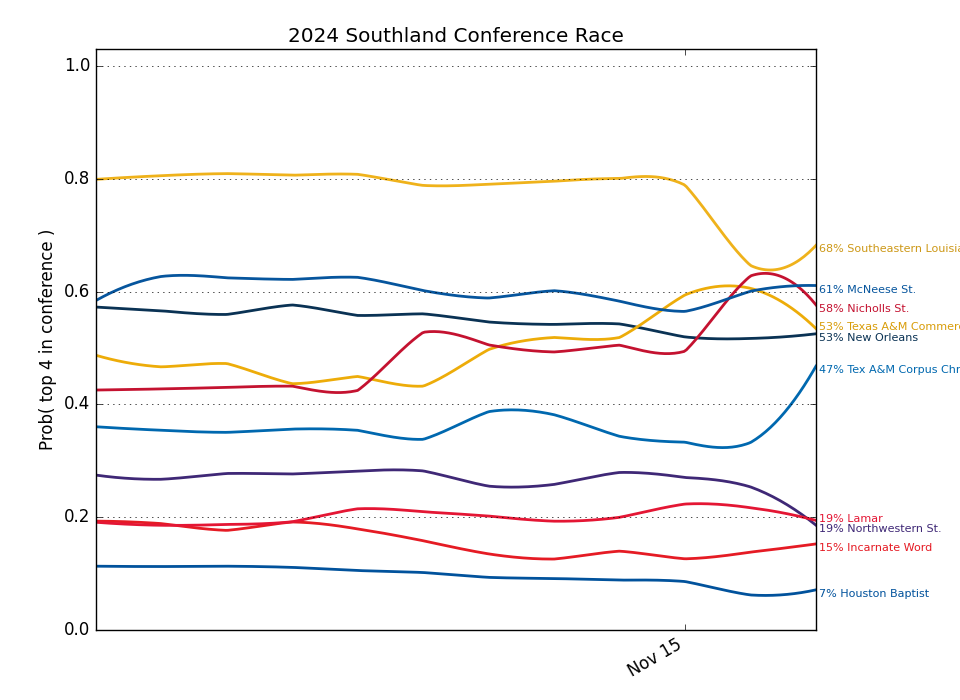 2024 Southland Conference Race
1.0
0.8
0.6
0.4
0.2
0.0
Prob( top 4 in conference )
Nov 15
68% Southeastern Louisia
61% McNeese St.
58% Nicholls St.
53% Texas A&M Commerc
53% New Orleans
47% Tex A&M Corpus Chr
19% Lamar
19% Northwestern St.
15% Incarnate Word
7% Houston Baptist